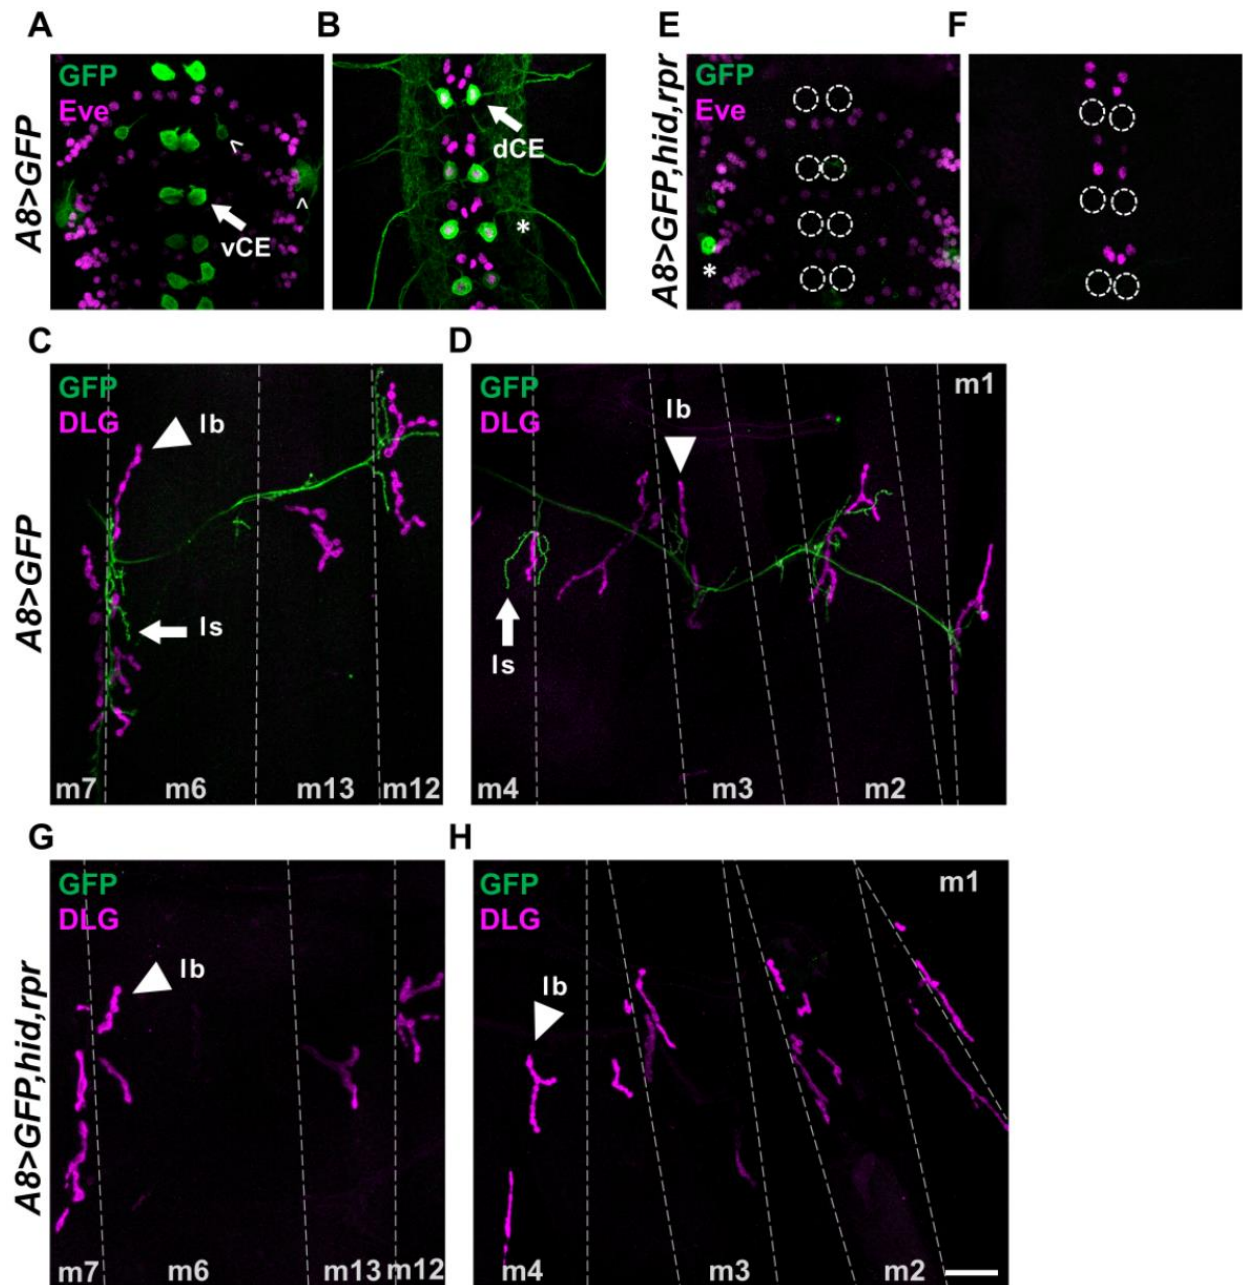 A
B
E
F
A8>GFP
GFP
Eve
^
^
vCE
dCE
*
A8>GFP,hid,rpr
GFP
Eve
*
C
D
A8>GFP
GFP
DLG
Ib
Is
m7
m6
m13
m12
GFP
DLG
Ib
m1
Is
m4
m3
m2
G
H
A8>GFP,hid,rpr
GFP
DLG
Ib
m7
m6
m13
m12
GFP
DLG
m1
Ib
m4
m3
m2